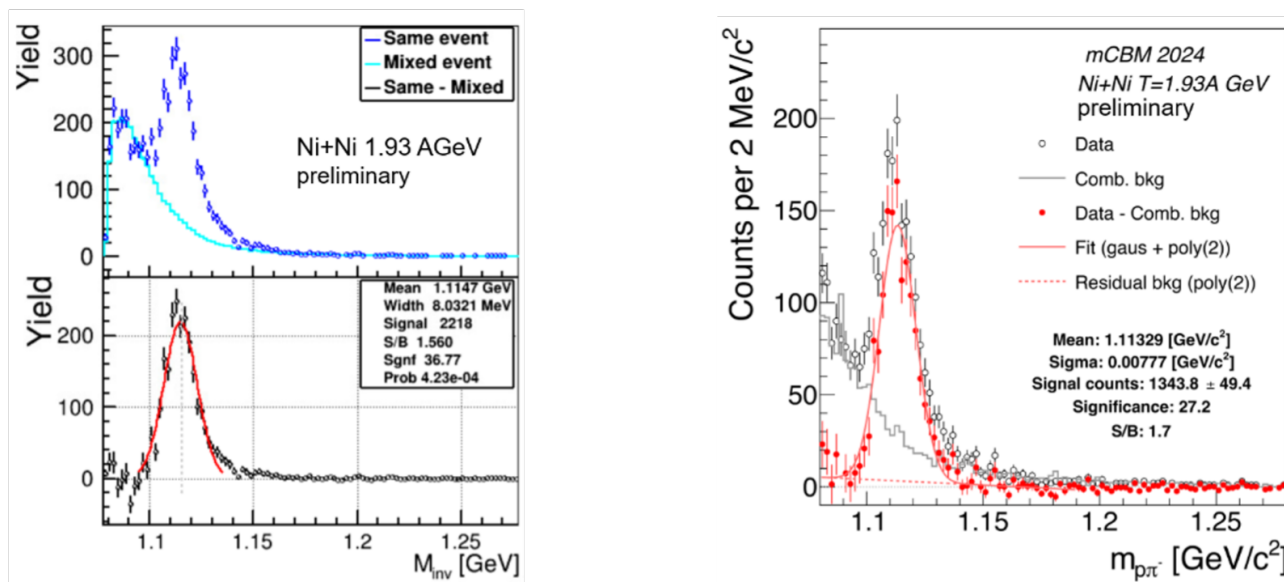 Yield
300
200
100
0
Same event
Mixed event
Same - Mixed
Ni+Ni 1.93 AGeV
preliminary
Yield
200
100
0
Mean 1.1147 GeV
Width 8.0321 MeV
Signal 2218
S/B 1.560
Sgnf 36.77
Prob 4.23e-04
1.1 1.15 1.2 1.25
M_inv [GeV]
Counts per 2 MeV/c²
200
150
100
50
0
mCBM 2024
Ni+Ni T=1.93A GeV
preliminary
Data
Comb. bkg
Data - Comb. bkg
Fit (gaus + poly(2))
Residual bkg (poly(2))
Mean: 1.11329 [GeV/c²]
Sigma: 0.00777 [GeV/c²]
Signal counts: 1343.8 ± 49.4
Significance: 27.2
S/B: 1.7
1.1 1.15 1.2 1.25
m_pπ⁻ [GeV/c²]